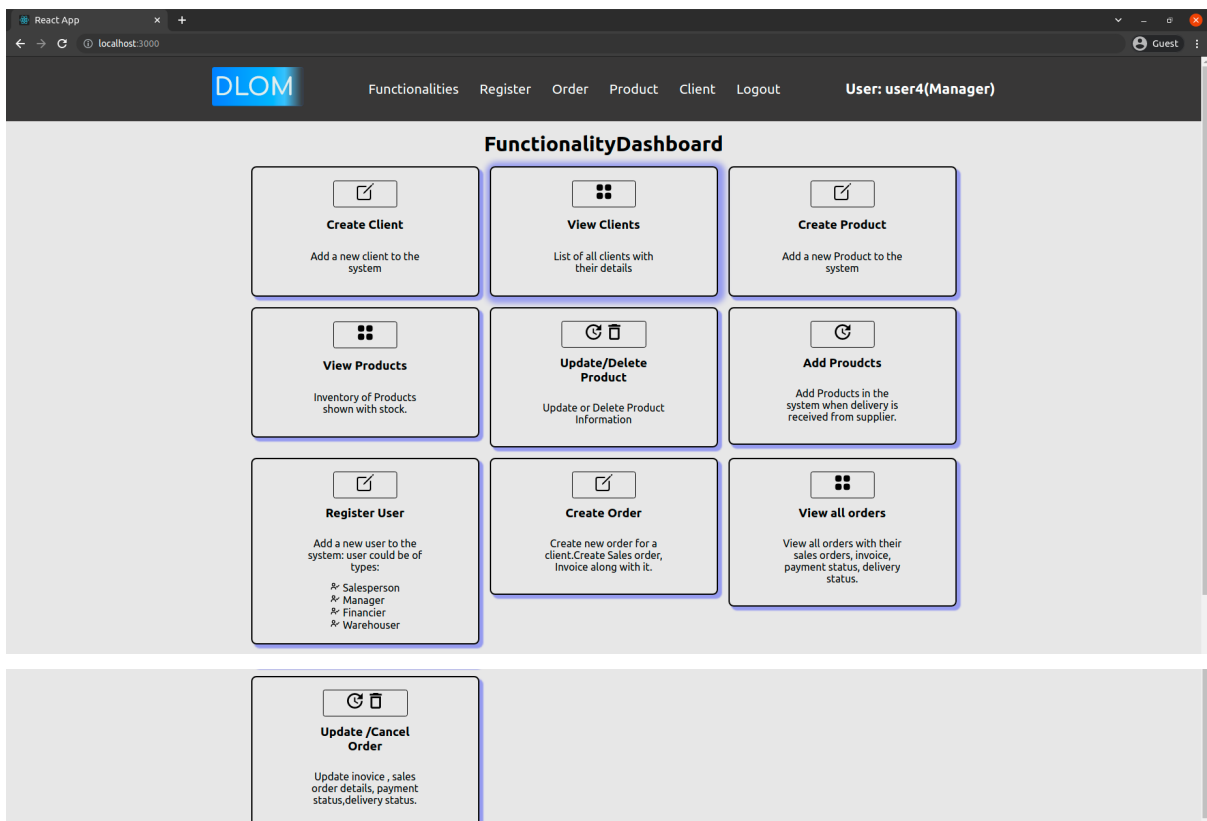 React App
localhost:3000
Guest
DLOM
Functionalities Register Order Product Client Logout
User: user4(Manager)
FunctionalityDashboard
Create Client
Add a new client to the
system
View Clients
List of all clients with
their details
Create Product
Add a new Product to the
system
View Products
Inventory of Products
shown with stock.
Update/Delete
Product
Update or Delete Product
Information
Add Proudcts
Add Products in the
system when delivery is
received from supplier.
Register User
Add a new user to the
system: user could be of
types:
Salesperson
Manager
Financier
Warehouser
Create Order
Create new order for a
client.Create Sales order,
Invoice along with it.
View all orders
View all orders with their
sales orders, invoice,
payment status, delivery
status.
Update /Cancel
Order
Update inovice , sales
order details, payment
status,delivery status.